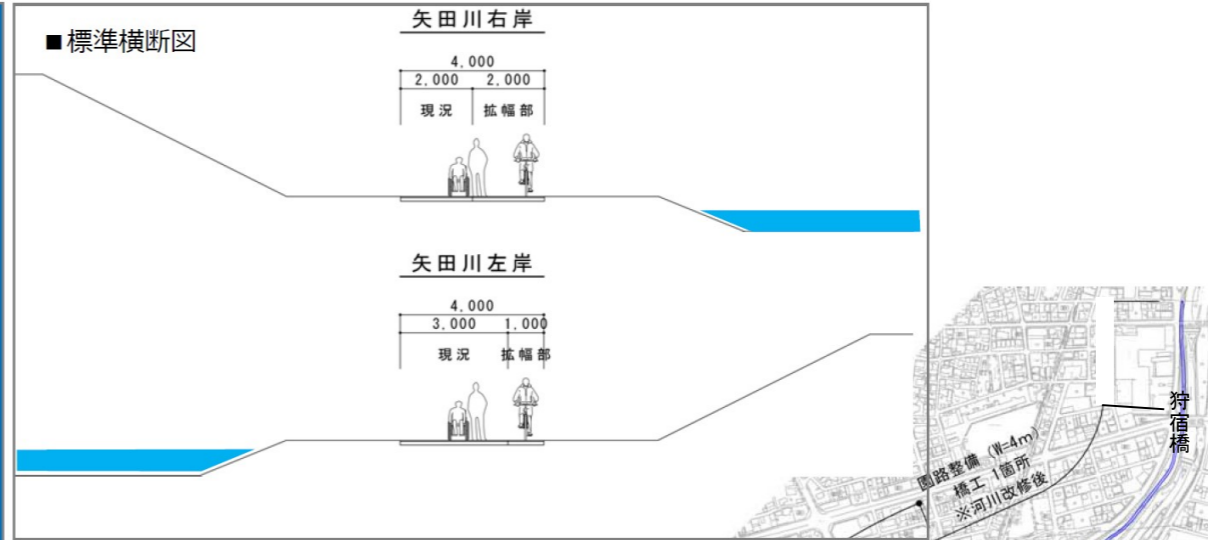 ■標準横断図
矢田川右岸
4,000
2,000 2,000
現況 拡幅部
矢田川左岸
4,000
3,000 1,000
現況 拡幅部
狩宿橋
園路整備 (W=4m)
橋工 1箇所
※河川改修後